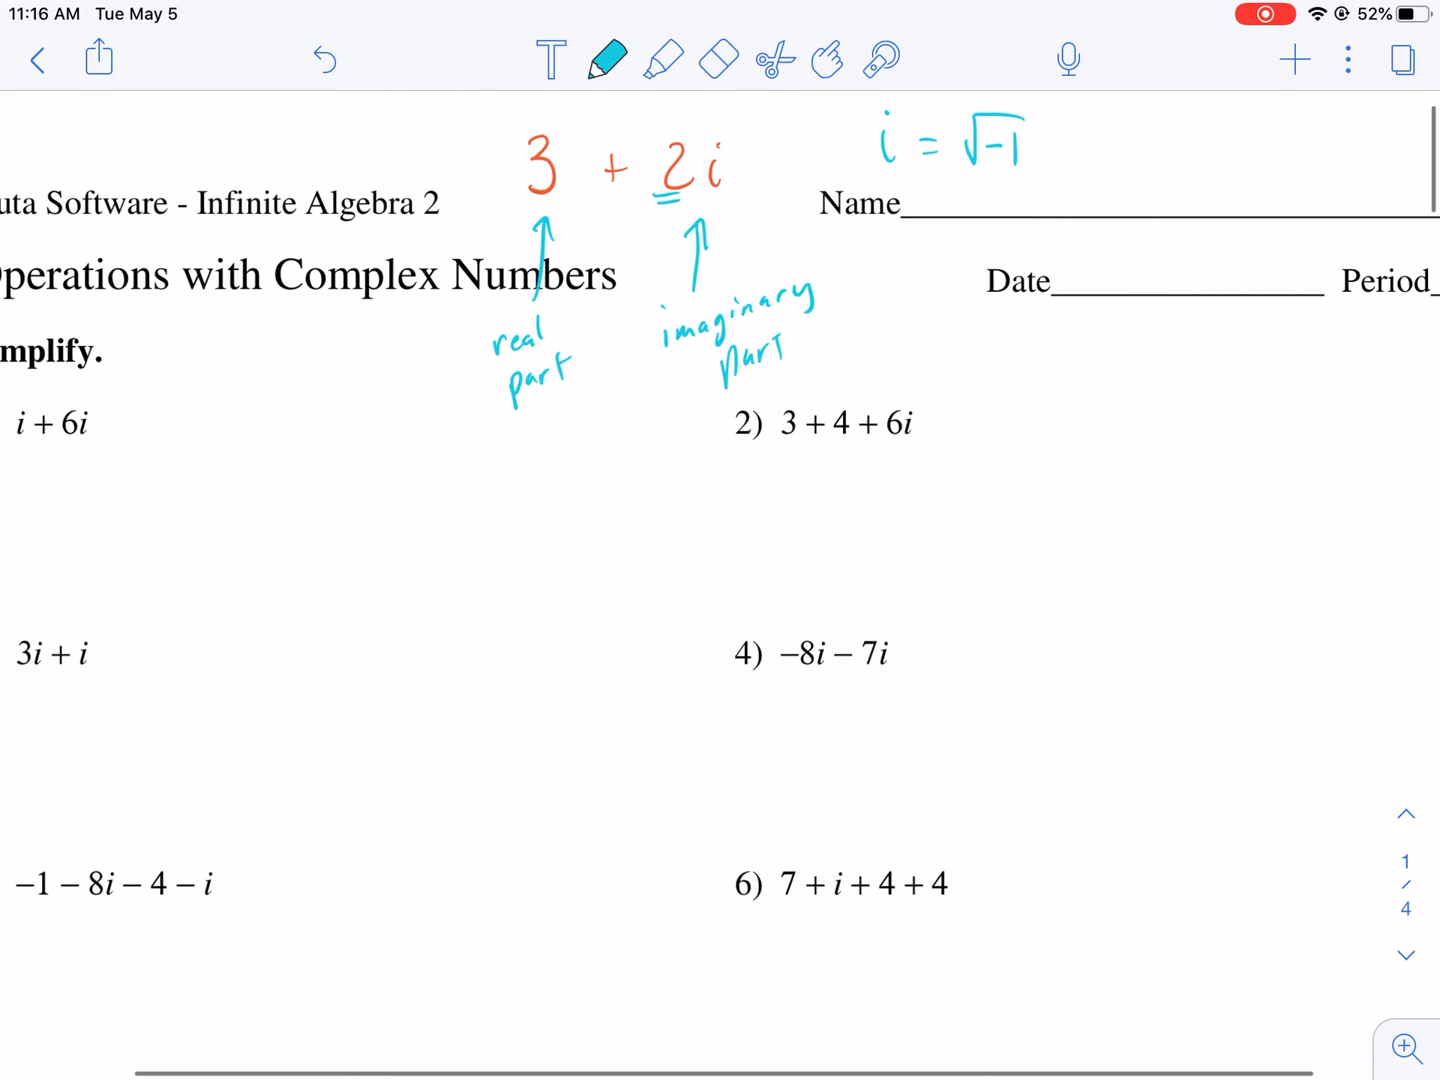 11:16 AM Tue May 5
52%
3 + 2i
i = √-1
uta Software - Infinite Algebra 2
Name
perations with Complex Numbers
Date Period
real
part
imaginary
part
mplify.
i + 6i
2) 3 + 4 + 6i
3i + i
4) −8i − 7i
−1 − 8i − 4 − i
6) 7 + i + 4 + 4
1
/
4